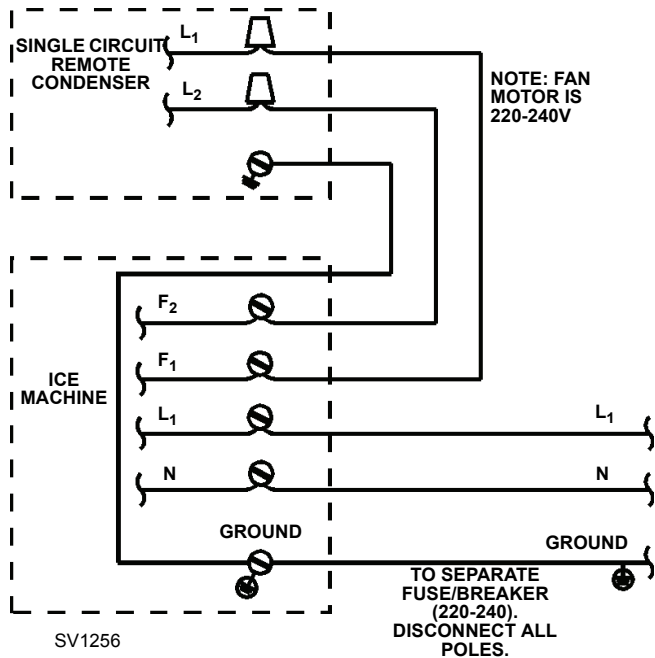 SINGLE CIRCUIT
REMOTE
CONDENSER
L1
L2
NOTE: FAN
MOTOR IS
220-240V
ICE
MACHINE
F2
F1
L1
L1
N
N
GROUND
GROUND
TO SEPARATE
FUSE/BREAKER
(220-240).
DISCONNECT ALL
POLES.
SV1256